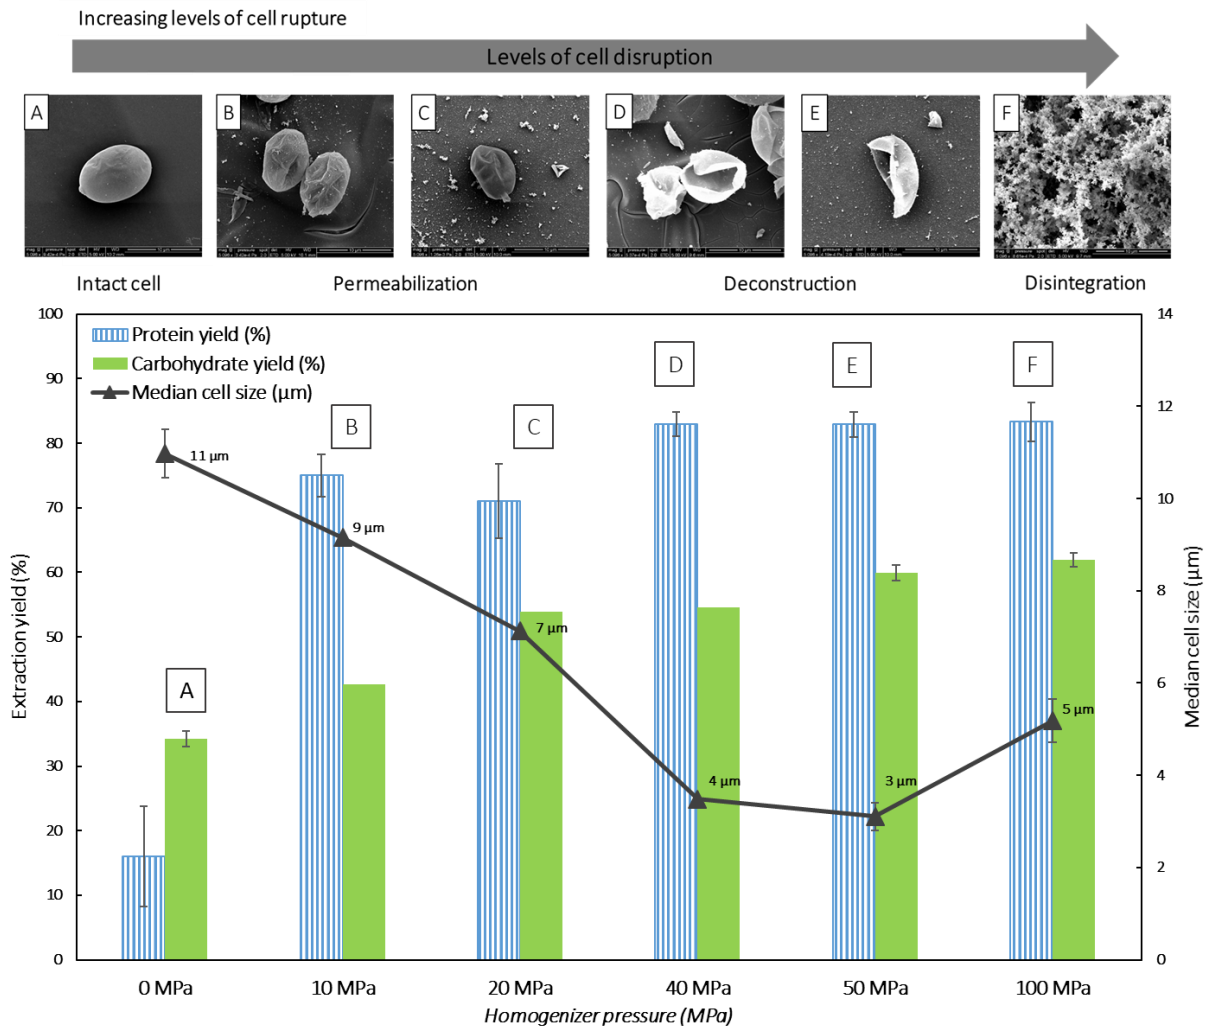 Increasing levels of cell rupture
Levels of cell disruption
A
B
C
D
E
F
Intact cell
Permeabilization
Deconstruction
Disintegration
100
90
80
70
60
50
40
30
20
10
0
Extraction yield (%)
Protein yield (%)
Carbohydrate yield (%)
Median cell size (µm)
A
B
C
D
E
F
11 µm
9 µm
7 µm
4 µm
3 µm
5 µm
14
12
10
8
6
4
2
0
Median cell size (µm)
0 MPa
10 MPa
20 MPa
40 MPa
50 MPa
100 MPa
Homogenizer pressure (MPa)